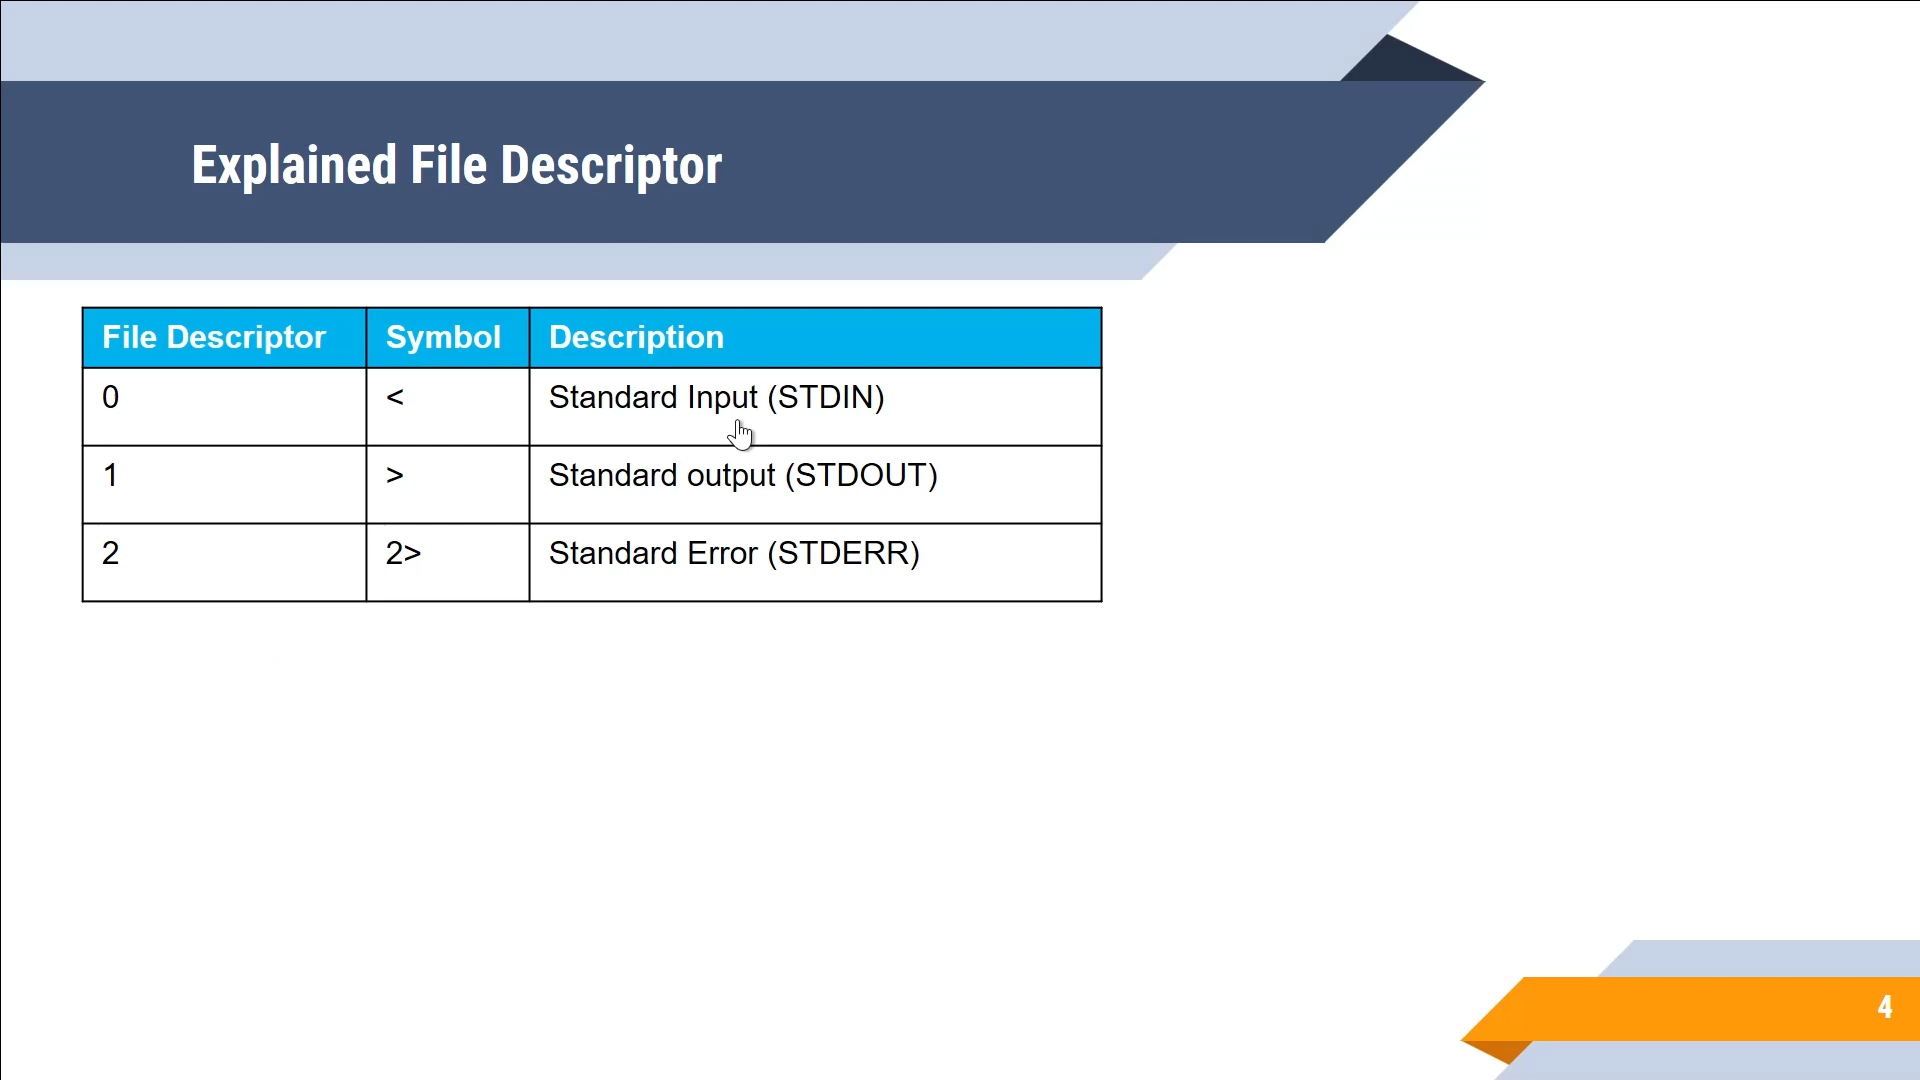 Explained File Descriptor
File Descriptor Symbol Description
0 < Standard Input (STDIN)
1 > Standard output (STDOUT)
2 2> Standard Error (STDERR)
4